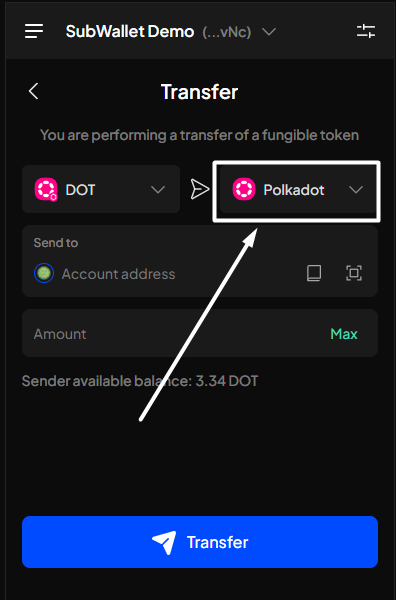 SubWallet Demo (...vNc)
Transfer
You are performing a transfer of a fungible token
DOT Polkadot
Send to
Account address
Amount Max
Sender available balance: 3.34 DOT
Transfer